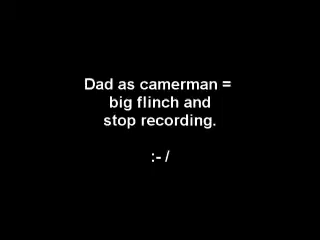 Dad as camerman =
big flinch and
stop recording.
:- /